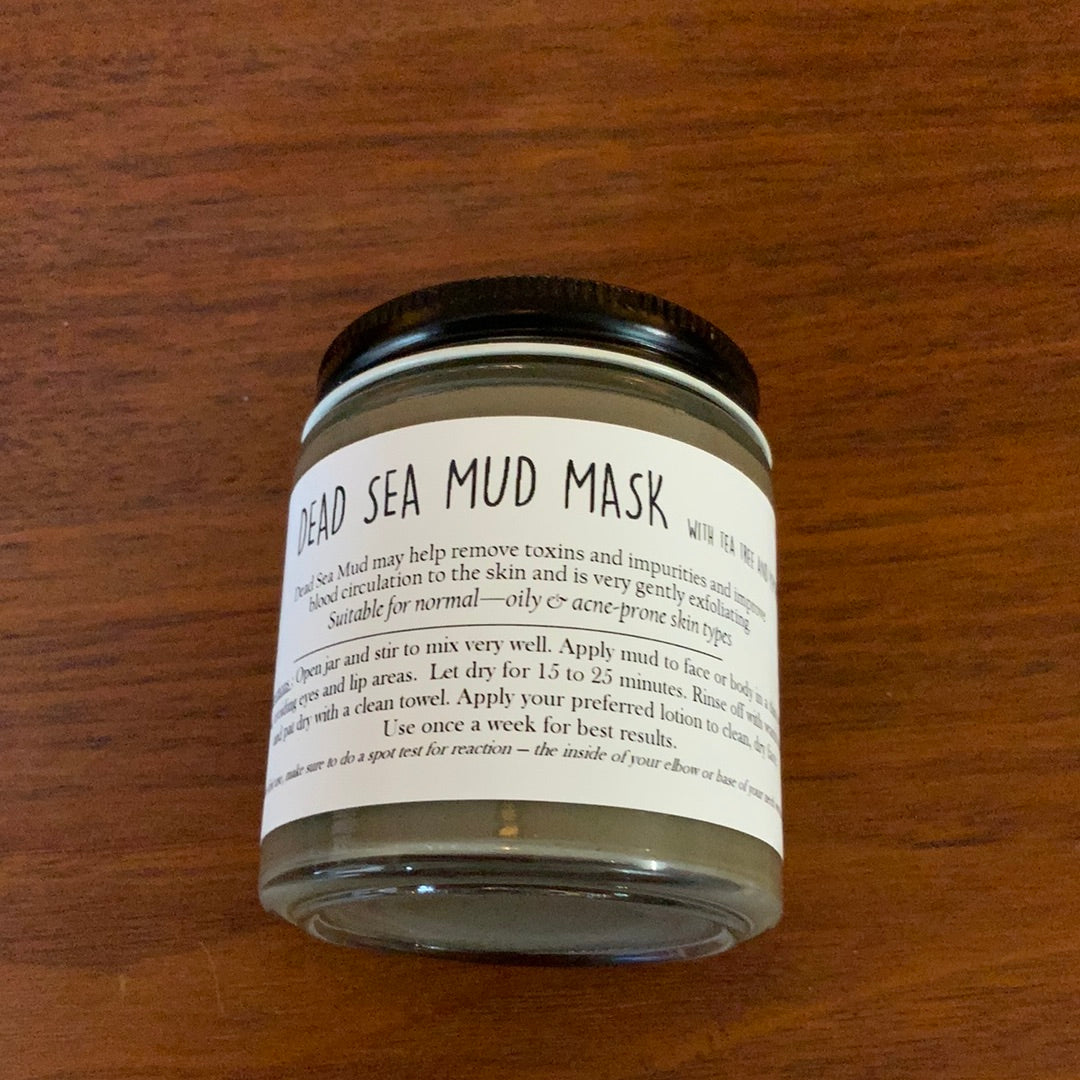 DEAD SEA MUD MASK WITH TEA TREE AND
Dead Sea Mud may help remove toxins and impurities and improve
blood circulation to the skin and is very gently exfoliating.
Suitable for normal—oily & acne-prone skin types
Open jar and stir to mix very well. Apply mud to face or body in a
eyes and lip areas. Let dry for 15 to 25 minutes. Rinse off with
and pat dry with a clean towel. Apply your preferred lotion to clean, dry
Use once a week for best results.
make sure to do a spot test for reaction – the inside of your elbow or base of your